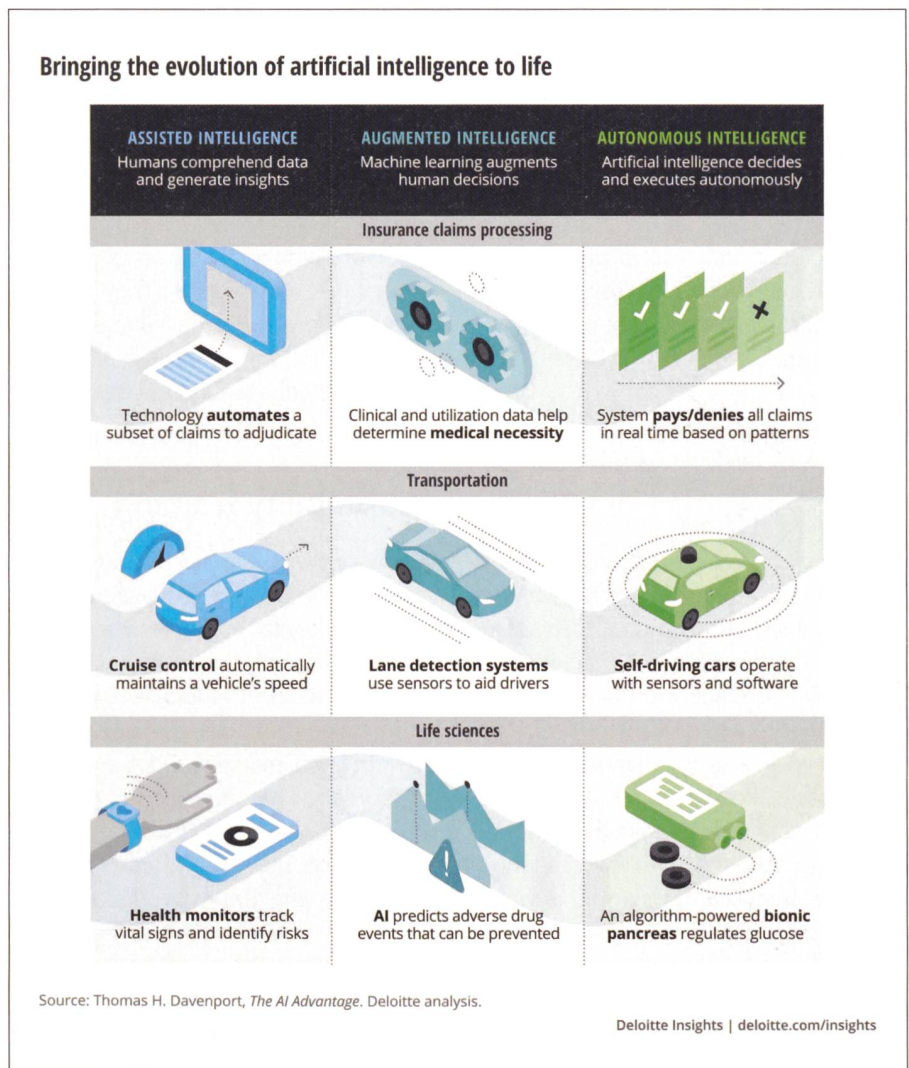 Bringing the evolution of artificial intelligence to life
ASSISTED INTELLIGENCE
Humans comprehend data
and generate insights
AUGMENTED INTELLIGENCE
Machine learning augments
human decisions
AUTONOMOUS INTELLIGENCE
Artificial intelligence decides
and executes autonomously
Insurance claims processing
Technology automates a
subset of claims to adjudicate
Clinical and utilization data help
determine medical necessity
System pays/denies all claims
in real time based on patterns
Transportation
Cruise control automatically
maintains a vehicle's speed
Lane detection systems
use sensors to aid drivers
Self-driving cars operate
with sensors and software
Life sciences
Health monitors track
vital signs and identify risks
AI predicts adverse drug
events that can be prevented
An algorithm-powered bionic
pancreas regulates glucose
Source: Thomas H. Davenport, The AI Advantage. Deloitte analysis.
Deloitte Insights | deloitte.com/insights